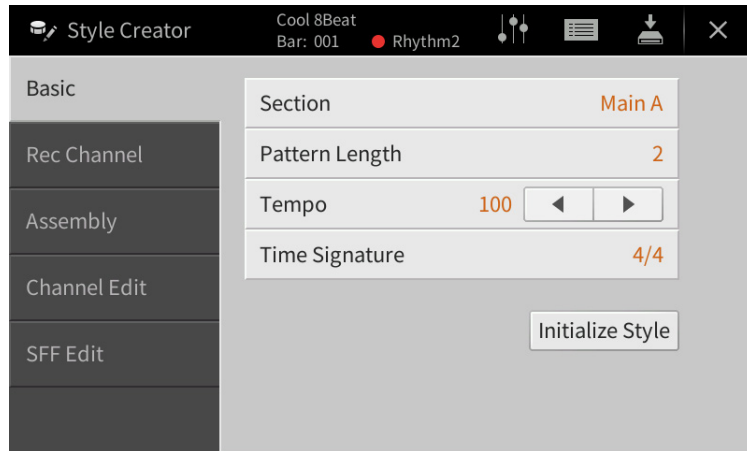 Style Creator
Cool 8Beat
Bar: 001 Rhythm2
Basic
Rec Channel
Assembly
Channel Edit
SFF Edit
Section Main A
Pattern Length 2
Tempo 100
Time Signature 4/4
Initialize Style